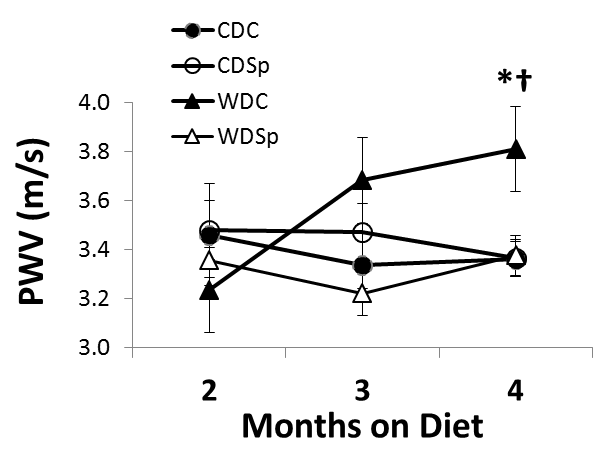 CDC
CDSp
WDC
WDSp
*†
4.0
3.8
3.6
3.4
3.2
3.0
PWV (m/s)
2 3 4
Months on Diet